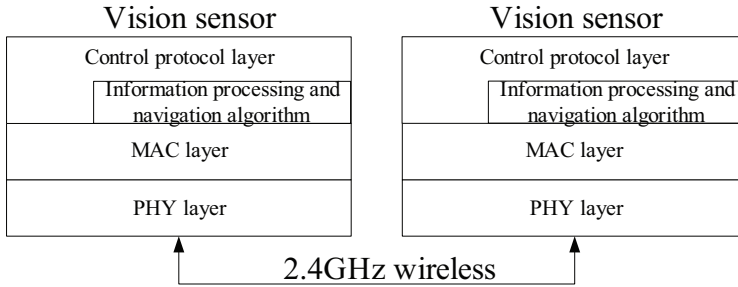 Vision sensor
Control protocol layer
Information processing and
navigation algorithm
MAC layer
PHY layer
Vision sensor
Control protocol layer
Information processing and
navigation algorithm
MAC layer
PHY layer
2.4GHz wireless